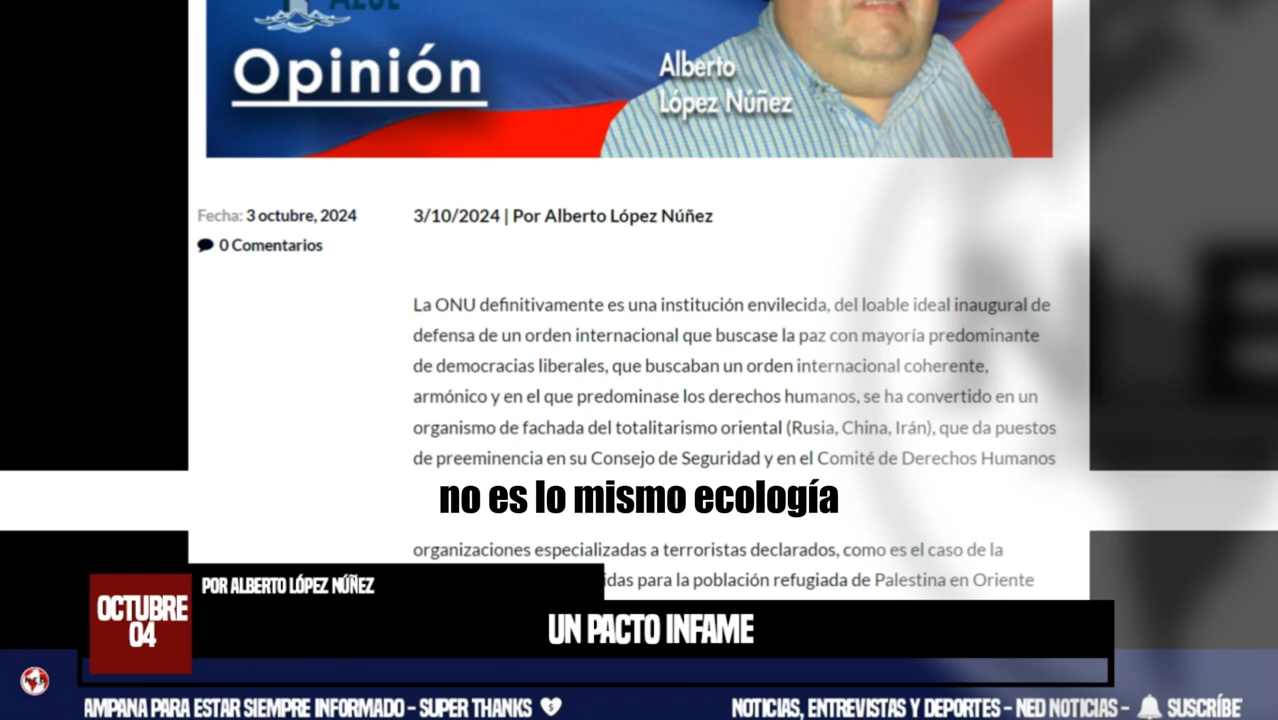 AZUL
Opinión
Alberto
López Núñez
Fecha: 3 octubre, 2024
0 Comentarios
3/10/2024 | Por Alberto López Núñez
La ONU definitivamente es una institución envilecida, del loable ideal inaugural de
defensa de un orden internacional que buscase la paz con mayoría predominante
de democracias liberales, que buscaban un orden internacional coherente,
armónico y en el que predominase los derechos humanos, se ha convertido en un
organismo de fachada del totalitarismo oriental (Rusia, China, Irán), que da puestos
de preeminencia en su Consejo de Seguridad y en el Comité de Derechos Humanos
no es lo mismo ecología
organizaciones especializadas a terroristas declarados, como es el caso de la
idas para la población refugiada de Palestina en Oriente
POR ALBERTO LÓPEZ NÚÑEZ
OCTUBRE
04
UN PACTO INFAME
AMPANA PARA ESTAR SIEMPRE INFORMADO - SUPER THANKS
NOTICIAS, ENTREVISTAS Y DEPORTES - NED NOTICIAS -
SUSCRÍBE